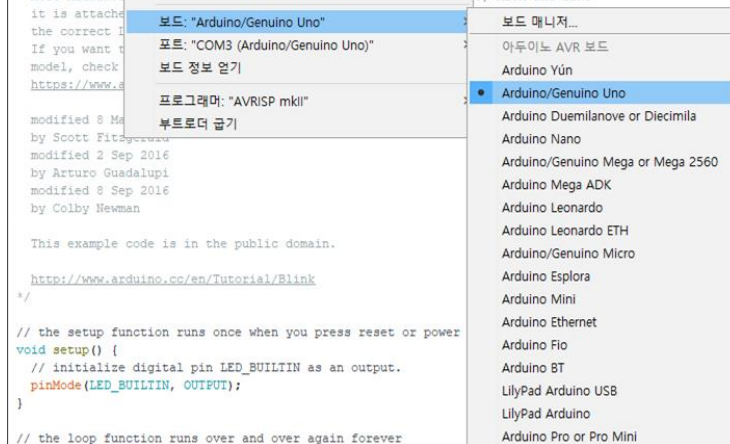 it is attache
the correct
If you want t
model, check
https://www.a
modified 8 Ma
by Scott Fitzgerald
modified 2 Sep 2016
by Arturo Guadalupi
modified 8 Sep 2016
by Colby Newman
This example code is in the public domain.
http://www.arduino.cc/en/Tutorial/Blink
*/
// the setup function runs once when you press reset or power
void setup() {
// initialize digital pin LED_BUILTIN as an output.
pinMode(LED_BUILTIN, OUTPUT);
}
// the loop function runs over and over again forever
보드: "Arduino/Genuino Uno"
포트: "COM3 (Arduino/Genuino Uno)"
보드 정보 얻기
프로그래머: "AVRISP mkII"
부트로더 굽기
보드 매니저...
아두이노 AVR 보드
Arduino Yún
Arduino/Genuino Uno
Arduino Duemilanove or Diecimila
Arduino Nano
Arduino/Genuino Mega or Mega 2560
Arduino Mega ADK
Arduino Leonardo
Arduino Leonardo ETH
Arduino/Genuino Micro
Arduino Esplora
Arduino Mini
Arduino Ethernet
Arduino Fio
Arduino BT
LilyPad Arduino USB
LilyPad Arduino
Arduino Pro or Pro Mini